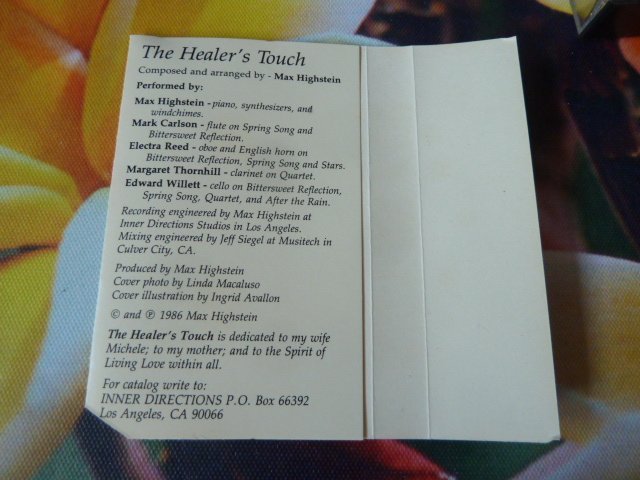 The Healer's Touch
Composed and arranged by - Max Highstein
Performed by:
Max Highstein - piano, synthesizers, and
windchimes.
Mark Carlson - flute on Spring Song and
Bittersweet Reflection.
Electra Reed - oboe and English horn on
Bittersweet Reflection, Spring Song and Stars.
Margaret Thornhill - clarinet on Quartet.
Edward Willett - cello on Bittersweet Reflection,
Spring Song, Quartet, and After the Rain.
Recording engineered by Max Highstein at
Inner Directions Studios in Los Angeles.
Mixing engineered by Jeff Siegel at Musitech in
Culver City, CA.
Produced by Max Highstein
Cover photo by Linda Macaluso
Cover illustration by Ingrid Avallon
© and ℗ 1986 Max Highstein
The Healer's Touch is dedicated to my wife
Michele; to my mother; and to the Spirit of
Living Love within all.
For catalog write to:
INNER DIRECTIONS P.O. Box 66392
Los Angeles, CA 90066